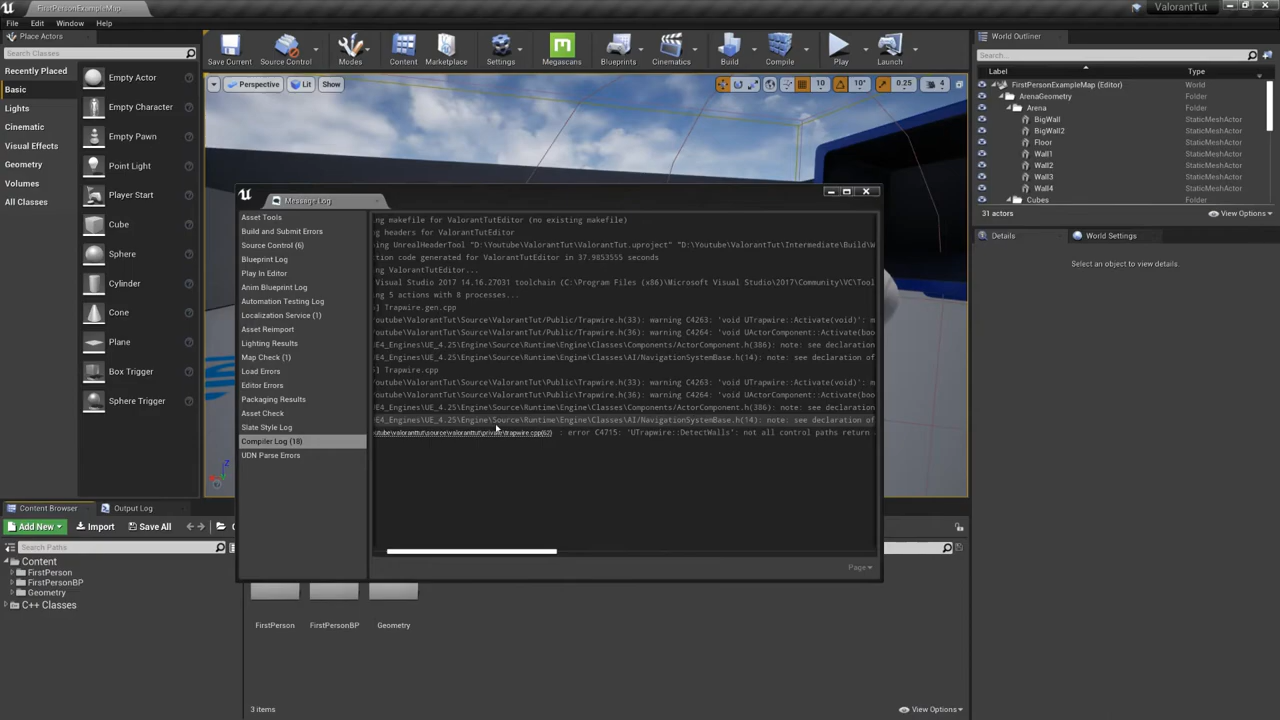 FirstPersonExampleMap
ValorantTut
File Edit Window Help
Place Actors
Search Classes
Recently Placed
Basic
Lights
Cinematic
Visual Effects
Geometry
Volumes
All Classes
Empty Actor
Empty Character
Empty Pawn
Point Light
Player Start
Cube
Sphere
Cylinder
Cone
Plane
Box Trigger
Sphere Trigger
Save Current
Source Control
Modes
Content
Marketplace
Settings
Megascans
Blueprints
Cinematics
Build
Compile
Play
Launch
Perspective
Lit
Show
10
10°
0.25
4
World Outliner
Search...
Label
Type
FirstPersonExampleMap (Editor) World
ArenaGeometry Folder
Arena Folder
BigWall StaticMeshActor
BigWall2 StaticMeshActor
Floor StaticMeshActor
Wall1 StaticMeshActor
Wall2 StaticMeshActor
Wall3 StaticMeshActor
Wall4 StaticMeshActor
Cubes Folder
31 actors
View Options
Details
World Settings
Select an object to view details.
Message Log
Asset Tools
Build and Submit Errors
Source Control (6)
Blueprint Log
Play In Editor
Anim Blueprint Log
Automation Testing Log
Localization Service (1)
Asset Reimport
Lighting Results
Map Check (1)
Load Errors
Editor Errors
Packaging Results
Asset Check
Slate Style Log
Compiler Log (18)
UDN Parse Errors
ng makefile for ValorantTutEditor (no existing makefile)
g headers for ValorantTutEditor
ing UnrealHeaderTool "D:\Youtube\ValorantTut\ValorantTut.uproject" "D:\Youtube\ValorantTut\Intermediate\Build\W
ction code generated for ValorantTutEditor in 37.9853555 seconds
ng ValorantTutEditor...
Visual Studio 2017 14.16.27031 toolchain (C:\Program Files (x86)\Microsoft Visual Studio\2017\Community\VC\Tool
ng 5 actions with 8 processes...
] Trapwire.gen.cpp
outube\ValorantTut\Source\ValorantTut\Public/Trapwire.h(33): warning C4263: 'void UTrapwire::Activate(void)': m
outube\ValorantTut\Source\ValorantTut\Public/Trapwire.h(36): warning C4264: 'void UActorComponent::Activate(boo
E4_Engines\UE_4.25\Engine\Source\Runtime\Engine\Classes\Components/ActorComponent.h(386): note: see declaration
E4_Engines\UE_4.25\Engine\Source\Runtime\Engine\Classes\AI/NavigationSystemBase.h(14): note: see declaration of
] Trapwire.cpp
outube\ValorantTut\Source\ValorantTut\Public/Trapwire.h(33): warning C4263: 'void UTrapwire::Activate(void)': m
outube\ValorantTut\Source\ValorantTut\Public/Trapwire.h(36): warning C4264: 'void UActorComponent::Activate(boo
E4_Engines\UE_4.25\Engine\Source\Runtime\Engine\Classes\Components/ActorComponent.h(386): note: see declaration
E4_Engines\UE_4.25\Engine\Source\Runtime\Engine\Classes\AI/NavigationSystemBase.h(14): note: see declaration of
utube\valoranttut\source\valoranttut\private\trapwire.cpp(62) : error C4715: 'UTrapwire::DetectWalls': not all control paths return
Page
Content Browser
Output Log
Add New
Import
Save All
Search Paths
Content
FirstPerson
FirstPersonBP
Geometry
C++ Classes
FirstPerson
FirstPersonBP
Geometry
3 items
View Options